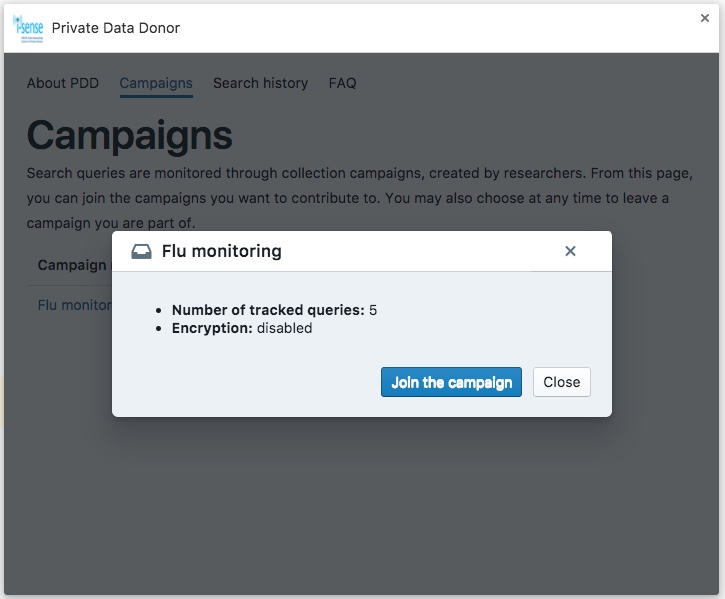 i-sense
Private Data Donor
×
About PDD Campaigns Search history FAQ
Campaigns
Search queries are monitored through collection campaigns, created by researchers. From this page,
you can join the campaigns you want to contribute to. You may also choose at any time to leave a
campaign you are part of.
Campaign
Flu monitor
Flu monitoring
×
• Number of tracked queries: 5
• Encryption: disabled
Join the campaign Close